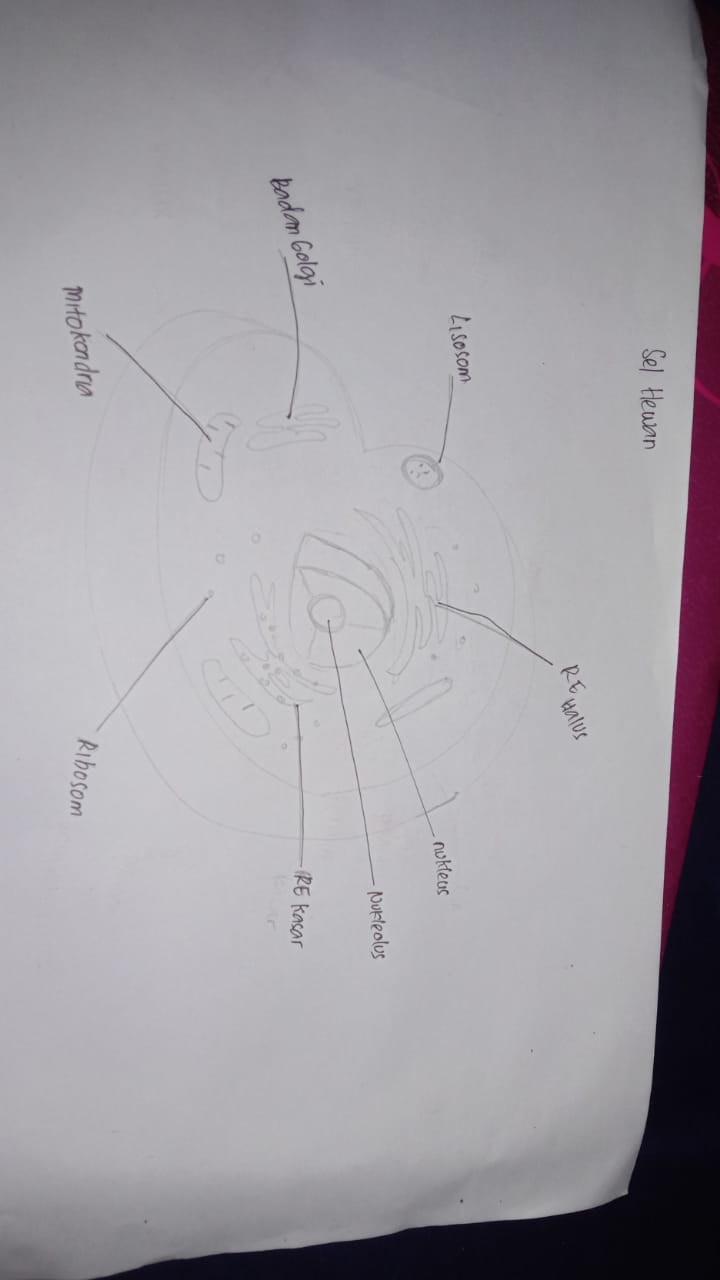 Sel Hewan
RE Halus
Lisosom
nukleus
Nukleolus
Badan Golgi
RE kasar
Mitokondria
Ribosom